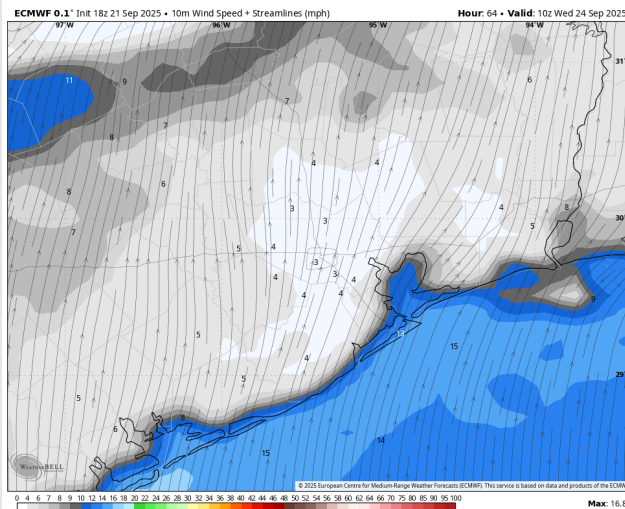 ECMWF 0.1° Init 18z 21 Sep 2025 • 10m Wind Speed + Streamlines (mph)
Hour: 64 • Valid: 10z Wed 24 Sep 2025
97°W 96°W 95°W 94°W
31°
11 9 6
7
8 7
4 4
8 6
3 4 8
3 30
7 5
5 4
3
3
4 4
4 4
9
5 13
15
4
5 29
5
8
6
14
15
WeatherBELL
© 2025 European Centre for Medium-Range Weather Forecasts (ECMWF). This service is based on data and products of the ECMW
0 4 6 7 8 9 10 12 14 16 18 20 22 24 26 28 30 32 34 36 38 40 42 44 46 48 50 52 54 56 58 60 65 70 75 80 85 90 95 100
Max: 16.8